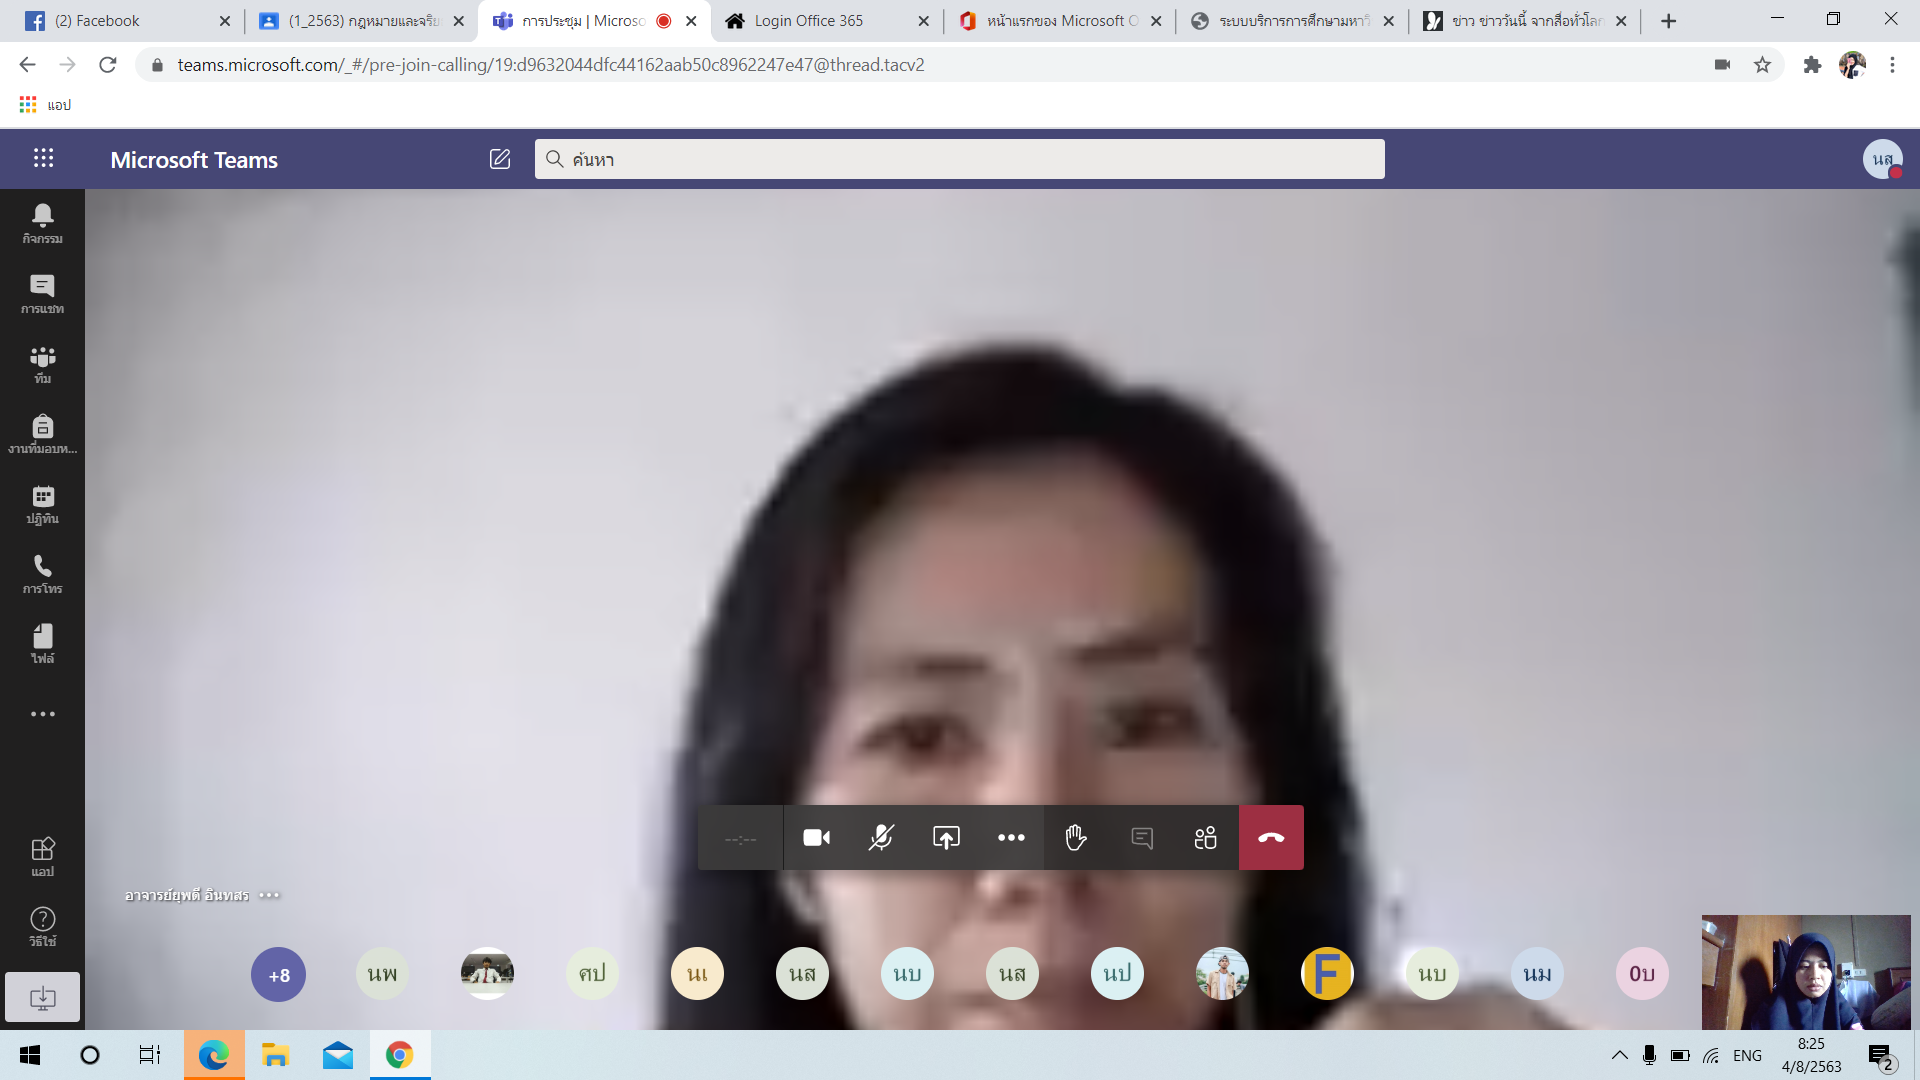 (2) Facebook
(1_2563) กฎหมายและจริย
การประชุม | Microso
Login Office 365
หน้าแรกของ Microsoft O
ระบบบริการการศึกษามหาวิ
ข่าว ข่าววันนี้ จากสื่อทั่วโลก
teams.microsoft.com/_#/pre-join-calling/19:d9632044dfc44162aab50c8962247e47@thread.tacv2
แอป
Microsoft Teams
ค้นหา
นส
กิจกรรม
การแชท
ทีม
งานที่มอบห...
ปฏิทิน
การโทร
ไฟล์
แอป
วิธีใช้
--:--
อาจารย์ยุพดี อินทสร
+8
นพ
ศป
นเ
นส
นบ
นส
นป
F
นบ
นม
0บ
ENG
8:25
4/8/2563
2